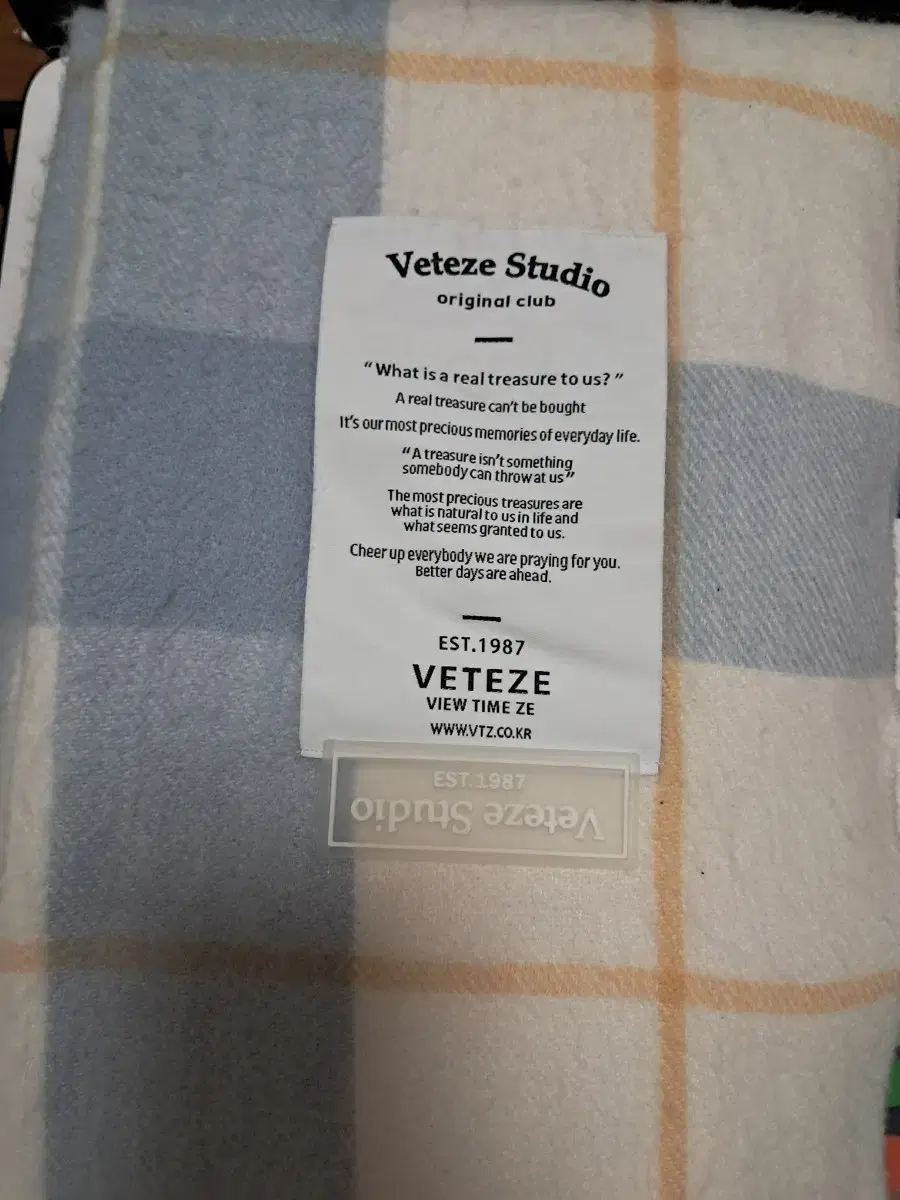 Veteze Studio
original club
“What is a real treasure to us?”
A real treasure can't be bought
It's our most precious memories of everyday life.
“A treasure isn't something
somebody can throw at us”
The most precious treasures are
what is natural to us in life and
what seems granted to us.
Cheer up everybody we are praying for you.
Better days are ahead.
EST.1987
VETEZE
VIEW TIME ZE
WWW.VTZ.CO.KR
EST.1987
Veteze Studio